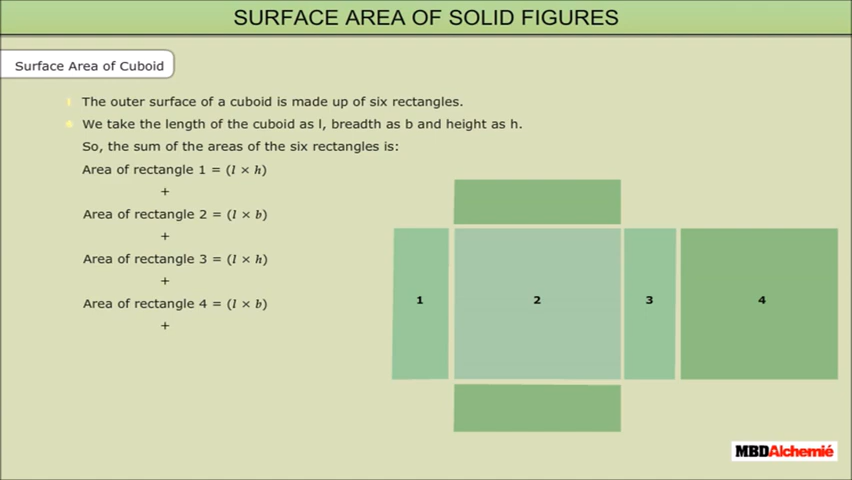 SURFACE AREA OF SOLID FIGURES
Surface Area of Cuboid
The outer surface of a cuboid is made up of six rectangles.
We take the length of the cuboid as l, breadth as b and height as h.
So, the sum of the areas of the six rectangles is:
Area of rectangle 1 = (l × h)
+
Area of rectangle 2 = (l × b)
+
Area of rectangle 3 = (l × h)
+
Area of rectangle 4 = (l × b)
+
1 2 3 4
MBDAlchemié